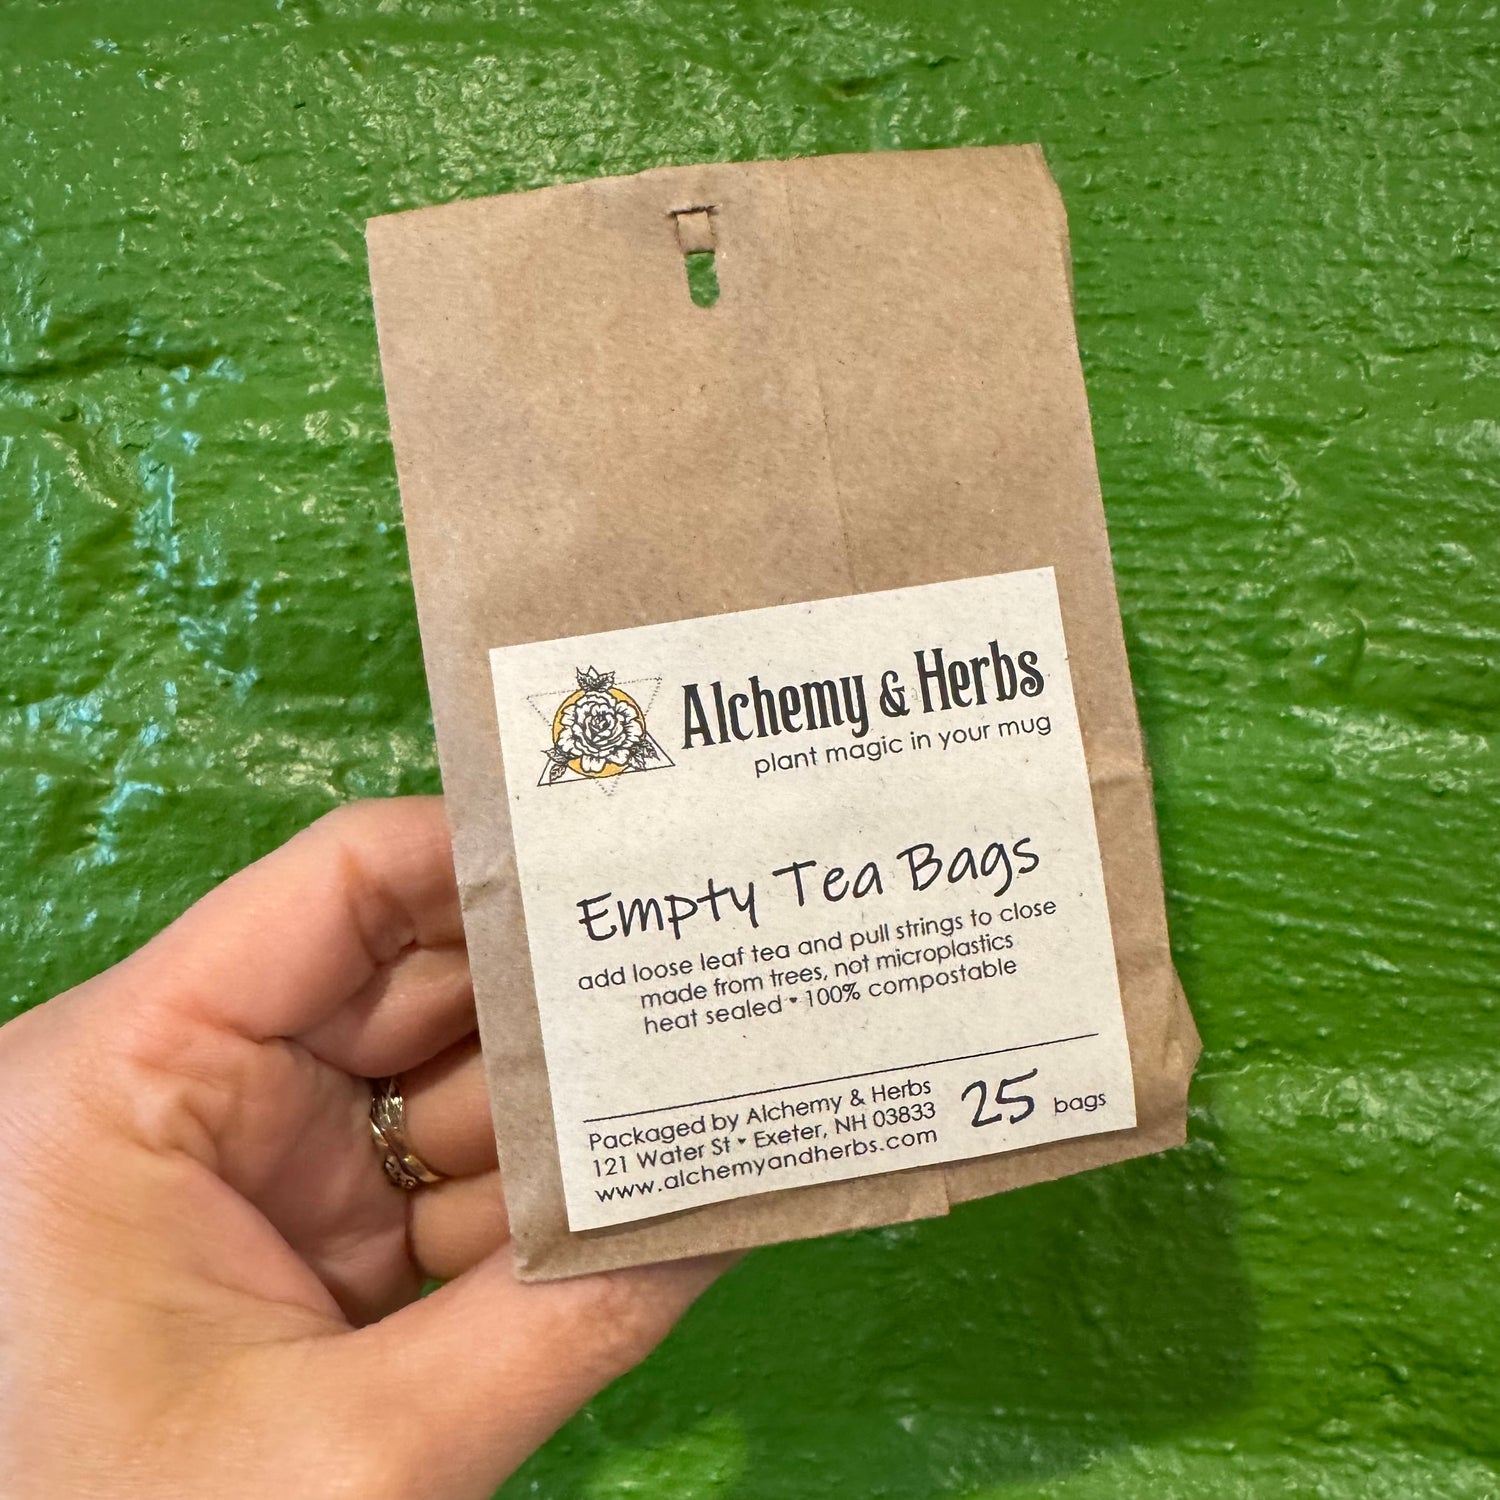 Alchemy & Herbs
plant magic in your mug
Empty Tea Bags
add loose leaf tea and pull strings to close
made from trees, not microplastics
heat sealed • 100% compostable
Packaged by Alchemy & Herbs
121 Water St • Exeter, NH 03833
www.alchemyandherbs.com
25 bags